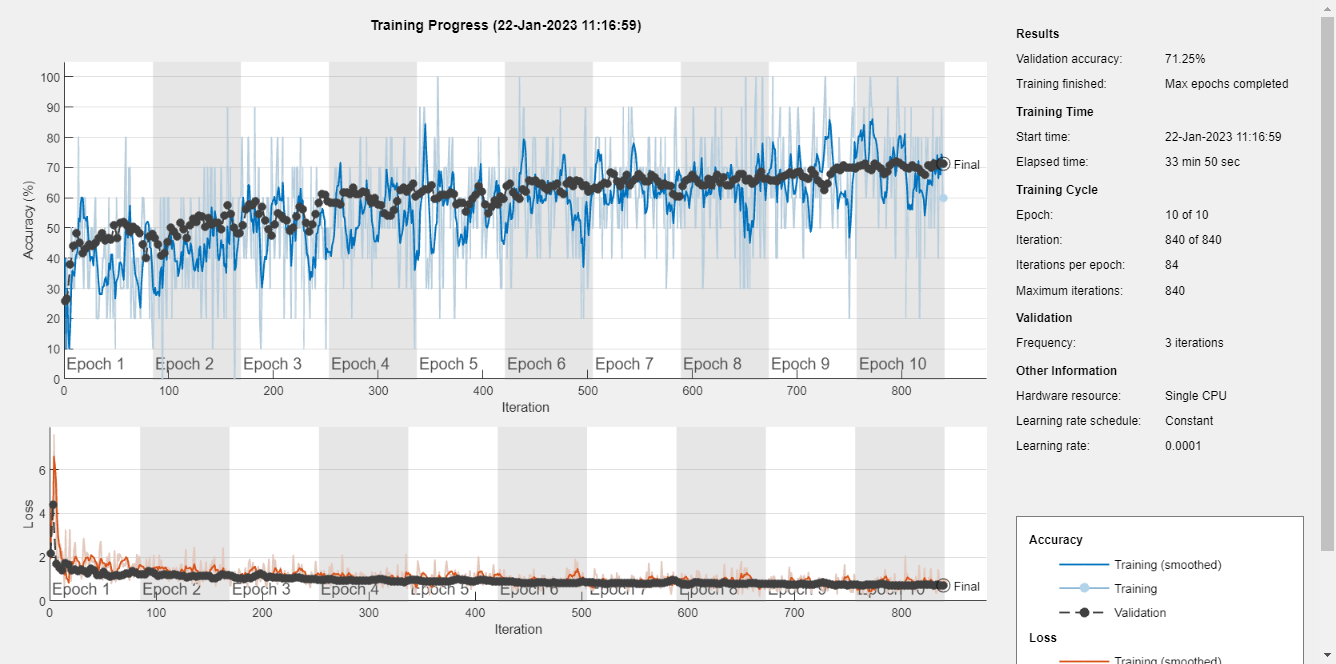 Training Progress (22-Jan-2023 11:16:59)
Accuracy (%)
100
90
80
70
60
50
40
30
20
10
0
Epoch 1 Epoch 2 Epoch 3 Epoch 4 Epoch 5 Epoch 6 Epoch 7 Epoch 8 Epoch 9 Epoch 10
Final
0 100 200 300 400 500 600 700 800
Iteration
Loss
6
4
2
0
Epoch 1 Epoch 2 Epoch 3 Epoch 4 Epoch 5 Epoch 6 Epoch 7 Epoch 8 Epoch 9 Epoch 10
Final
0 100 200 300 400 500 600 700 800
Iteration
Results
Validation accuracy: 71.25%
Training finished: Max epochs completed
Training Time
Start time: 22-Jan-2023 11:16:59
Elapsed time: 33 min 50 sec
Training Cycle
Epoch: 10 of 10
Iteration: 840 of 840
Iterations per epoch: 84
Maximum iterations: 840
Validation
Frequency: 3 iterations
Other Information
Hardware resource: Single CPU
Learning rate schedule: Constant
Learning rate: 0.0001
Accuracy
Training (smoothed)
Training
Validation
Loss
Training (smoothed)